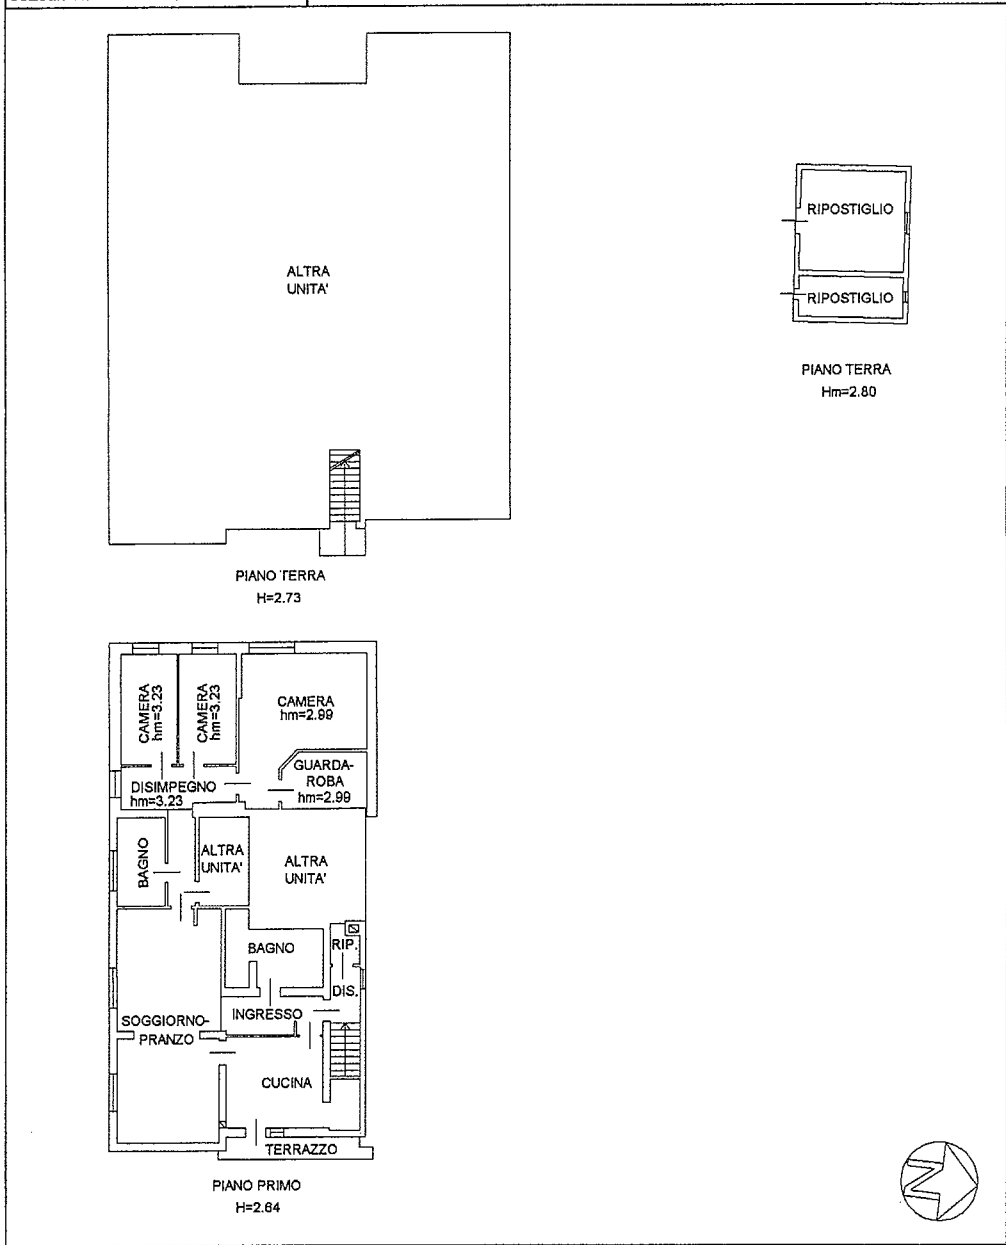 ALTRA
UNITA'
PIANO TERRA
H=2.73
RIPOSTIGLIO
RIPOSTIGLIO
PIANO TERRA
Hm=2.80
CAMERA
hm=3.23
CAMERA
hm=3.23
CAMERA
hm=2.99
GUARDA-
ROBA
hm=2.99
DISIMPEGNO
hm=3.23
BAGNO
ALTRA
UNITA'
ALTRA
UNITA'
BAGNO
RIP.
DIS.
INGRESSO
SOGGIORNO-
PRANZO
CUCINA
TERRAZZO
PIANO PRIMO
H=2.64
N